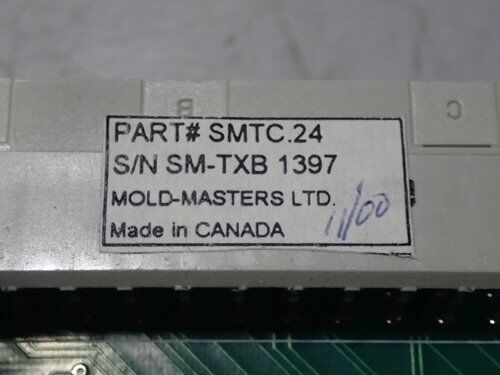 B
C
PART# SMTC.24
S/N SM-TXB 1397
MOLD-MASTERS LTD.
Made in CANADA 11/00